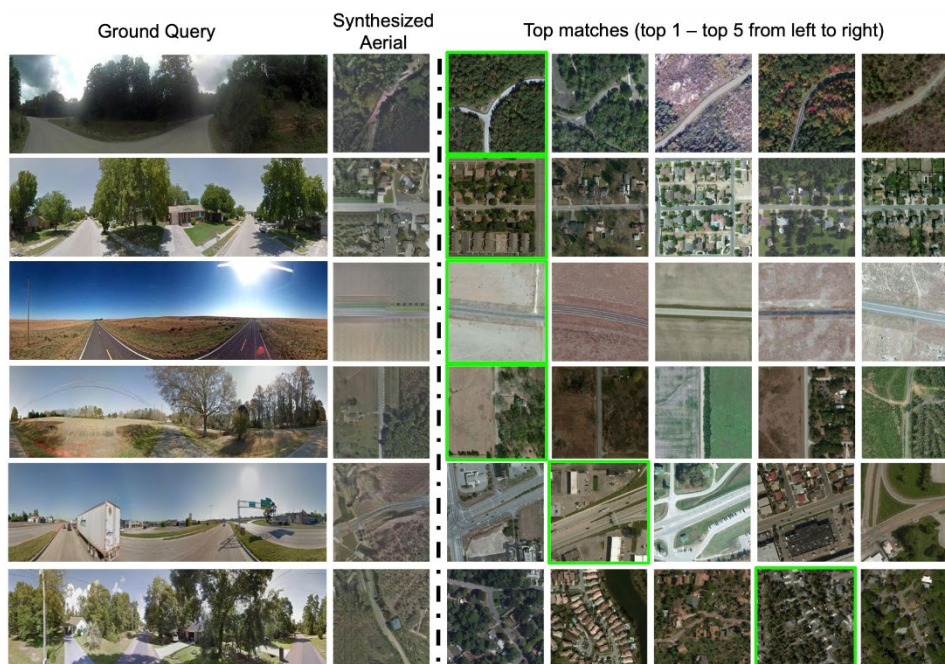 Ground Query
Synthesized
Aerial
Top matches (top 1 – top 5 from left to right)